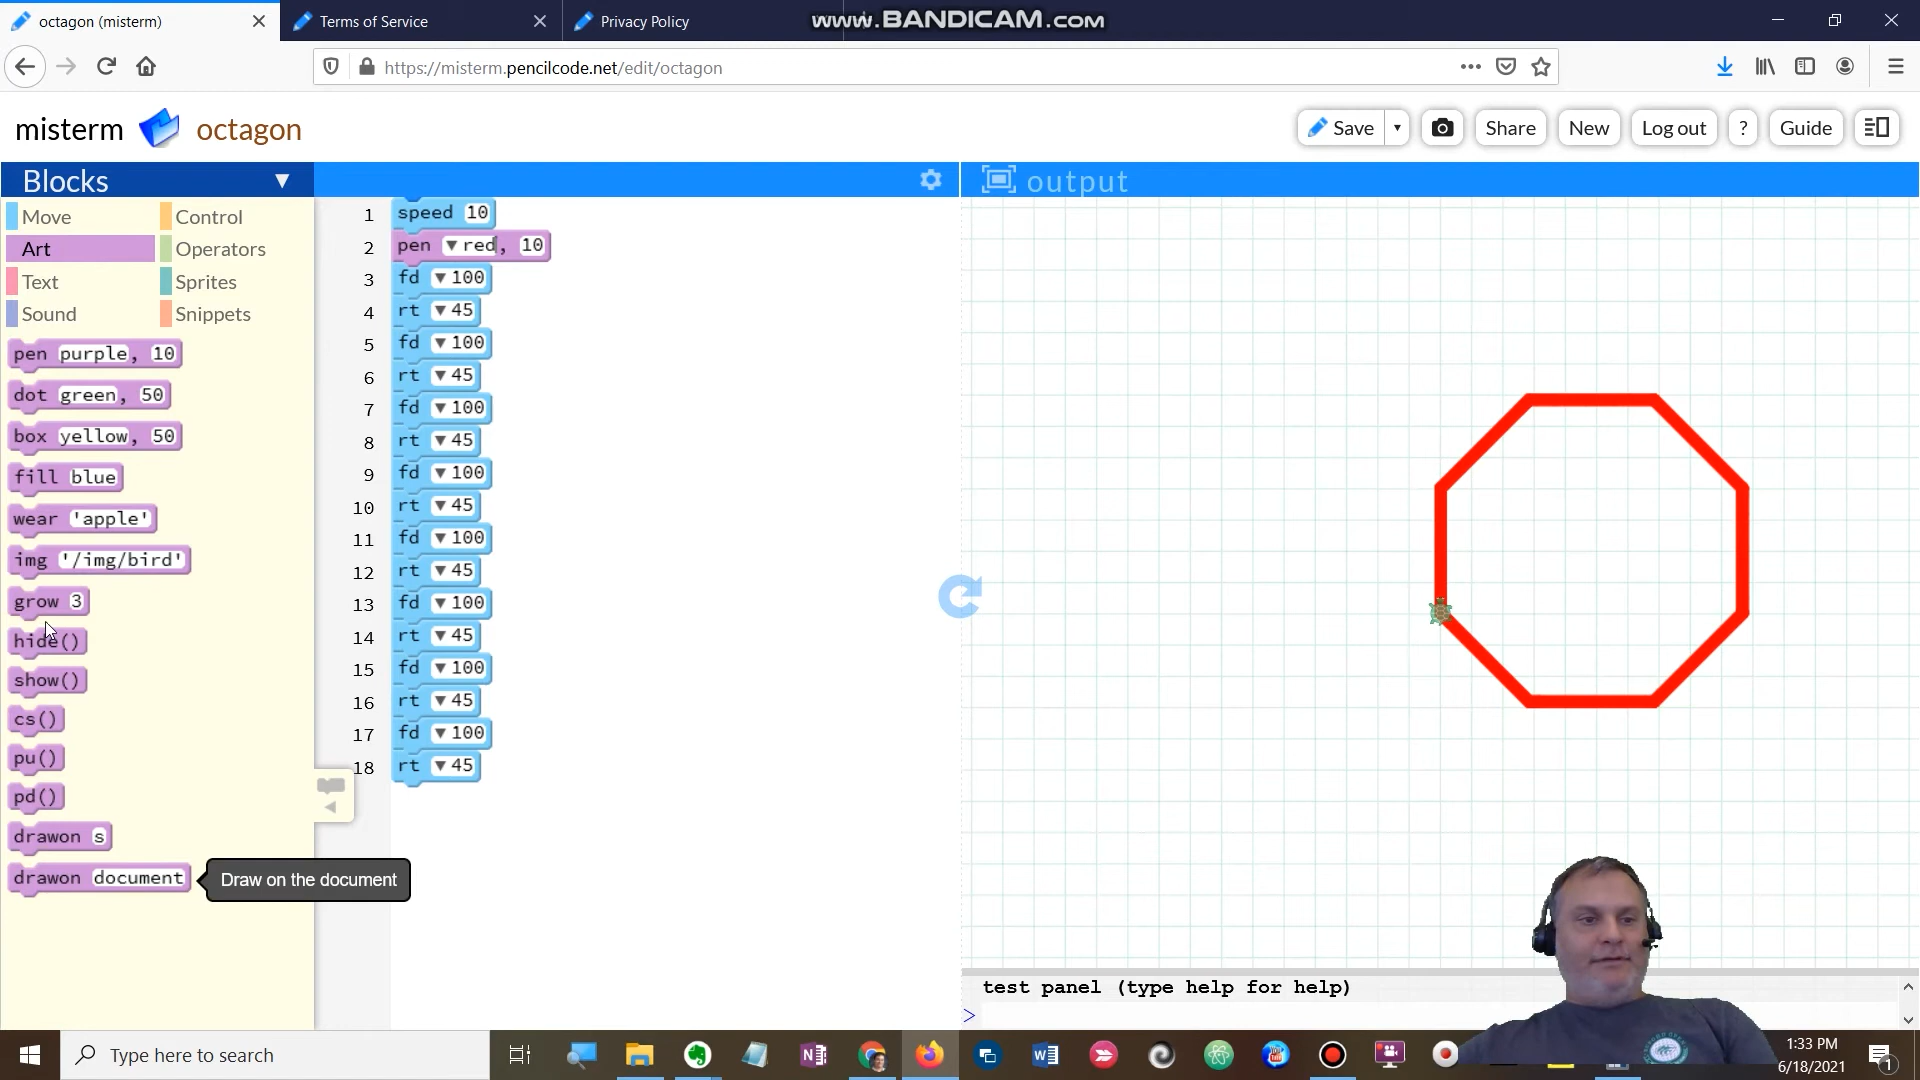 octagon (misterm)
Terms of Service
Privacy Policy
www.BANDICAM.com
https://misterm.pencilcode.net/edit/octagon
misterm
octagon
Save
Share
New
Log out
?
Guide
Blocks
output
Move
Control
Art
Operators
Text
Sprites
Sound
Snippets
pen purple, 10
dot green, 50
box yellow, 50
fill blue
wear 'apple'
img '/img/bird'
grow 3
hide()
show()
cs()
pu()
pd()
drawon s
drawon document
Draw on the document
1 speed 10
2 pen red, 10
3 fd 100
4 rt 45
5 fd 100
6 rt 45
7 fd 100
8 rt 45
9 fd 100
10 rt 45
11 fd 100
12 rt 45
13 fd 100
14 rt 45
15 fd 100
16 rt 45
17 fd 100
18 rt 45
test panel (type help for help)
>
Type here to search
1:33 PM
6/18/2021
1